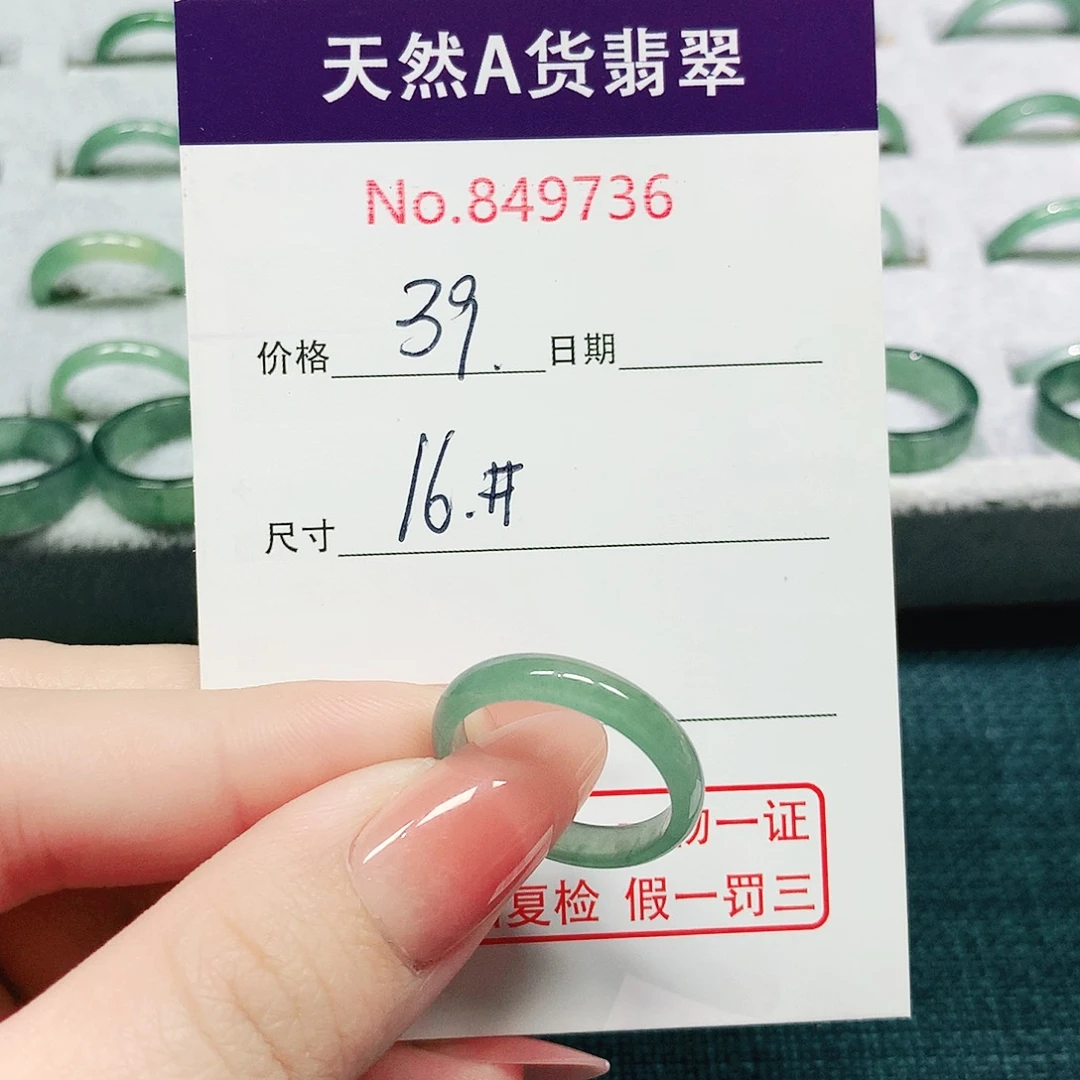 天然A货翡翠
No.849736
价格 39. 日期
尺寸 16.#
一证
复检 假一罚三